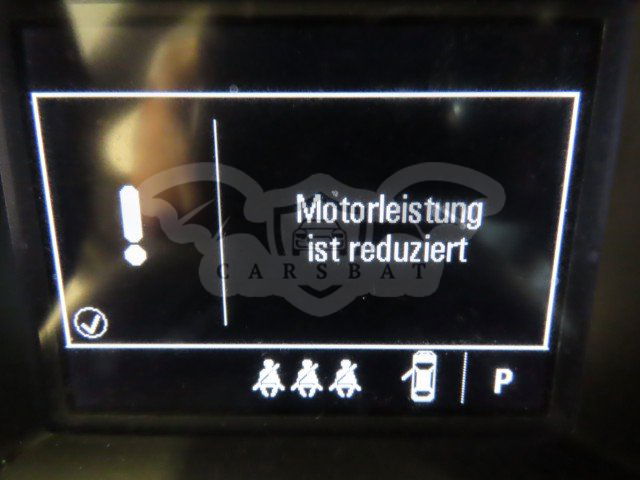 Motorleistung
ist reduziert
CARSBAT
P